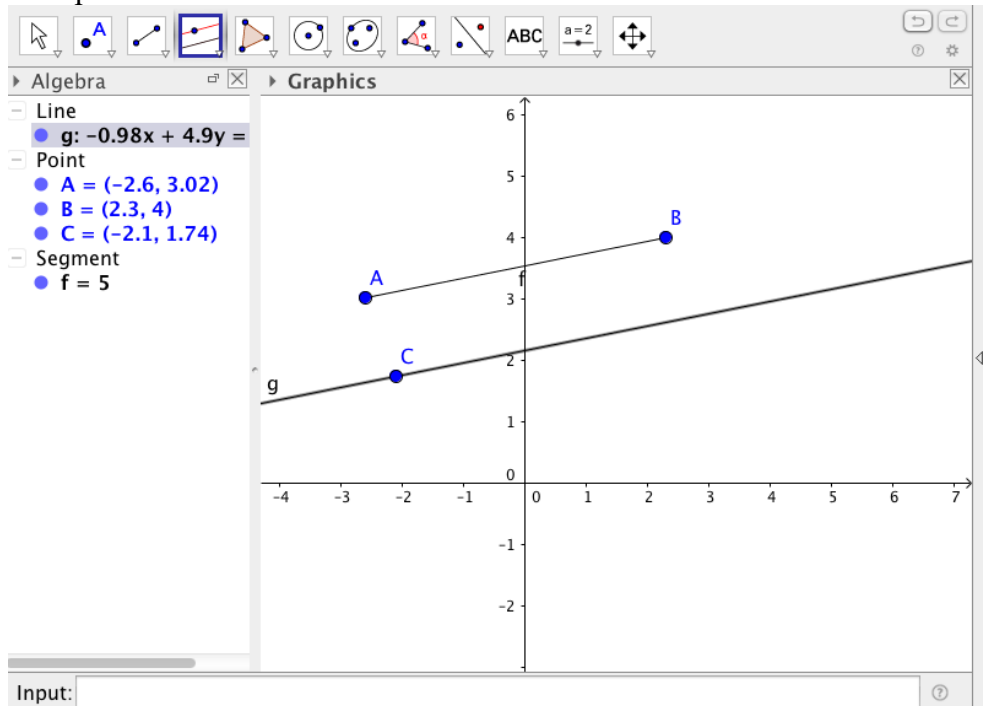 A
α
ABC
a=2
Algebra
Graphics
Line
g: -0.98x + 4.9y =
Point
A = (-2.6, 3.02)
B = (2.3, 4)
C = (-2.1, 1.74)
Segment
f = 5
6
5
4
3
2
1
0
-1
-2
-4 -3 -2 -1 0 1 2 3 4 5 6 7
A
B
f
C
g
Input: